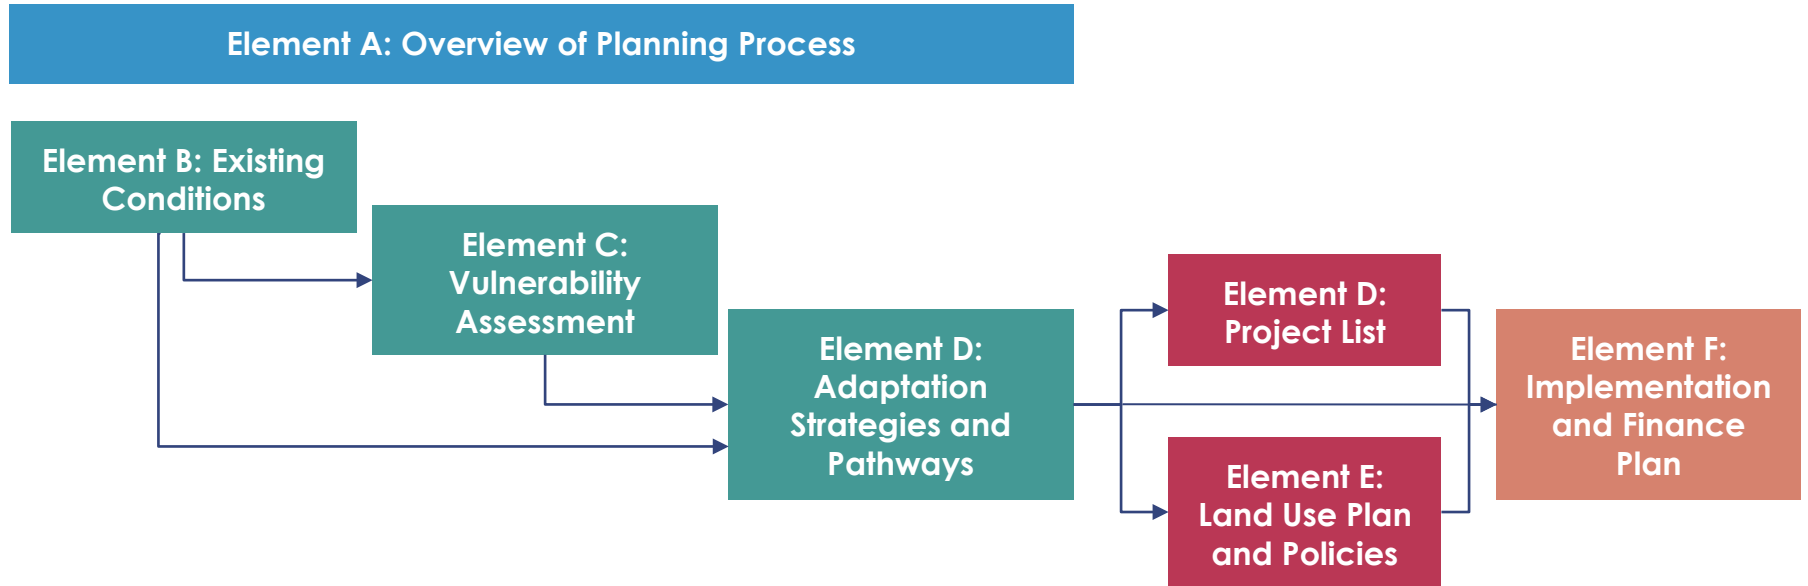 Element A: Overview of Planning Process
Element B: Existing
Conditions
Element C:
Vulnerability
Assessment
Element D:
Adaptation
Strategies and
Pathways
Element D:
Project List
Element E:
Land Use Plan
and Policies
Element F:
Implementation
and Finance
Plan